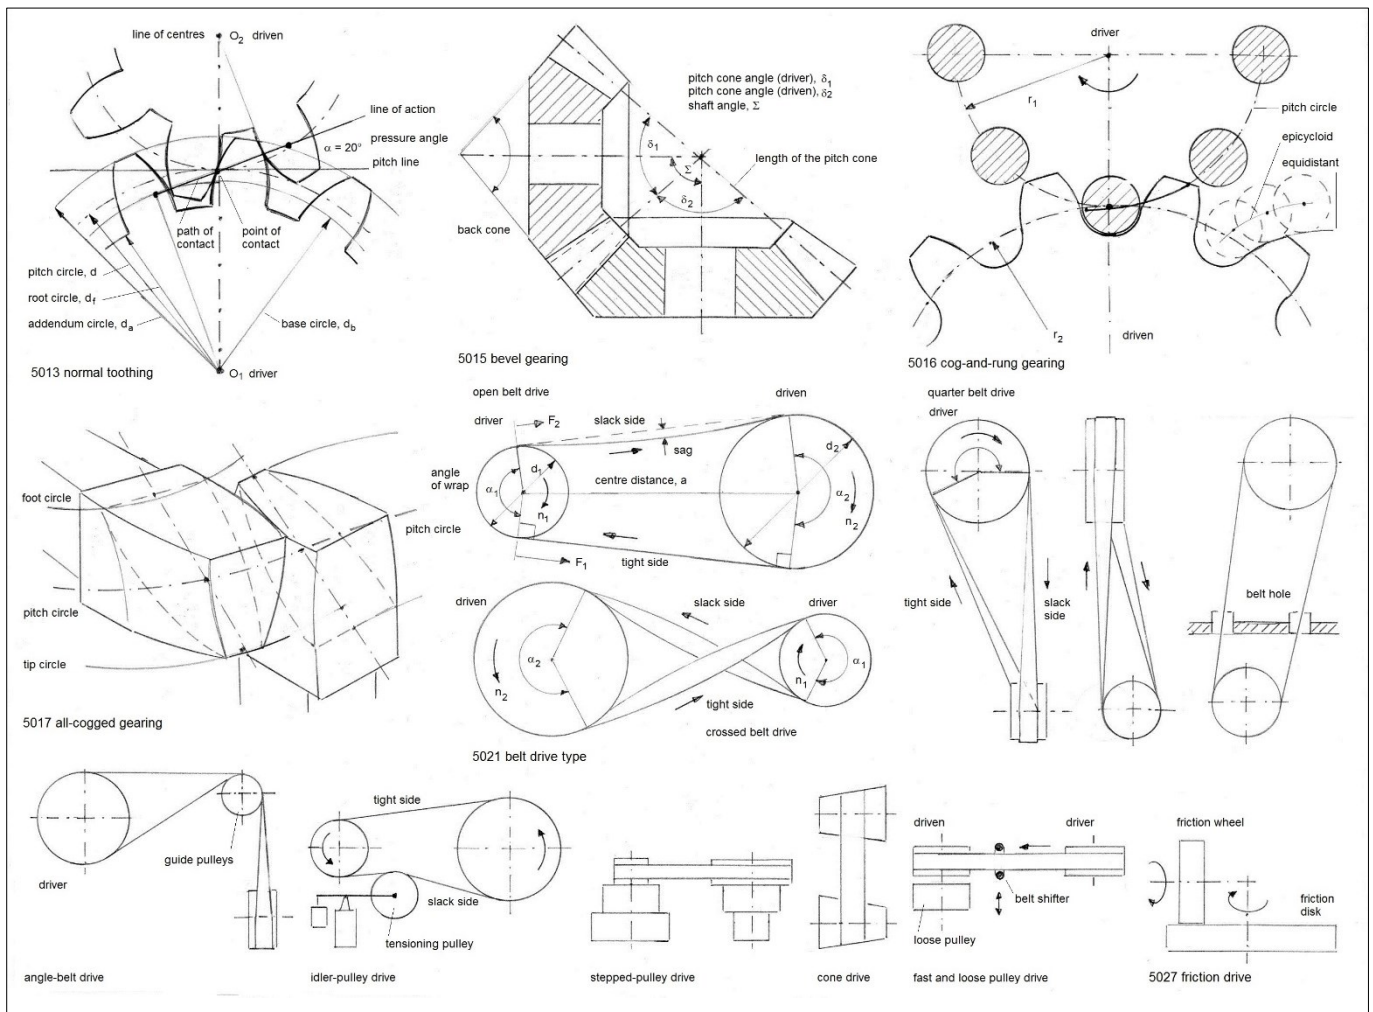 line of centres
O₂ driven
line of action
pressure angle
α = 20°
pitch line
path of
contact
point of
contact
pitch circle, d
root circle, d_f
addendum circle, d_a
base circle, d_b
O₁ driver
5013 normal toothing
pitch cone angle (driver), δ₁
pitch cone angle (driven), δ₂
shaft angle, Σ
δ₁
Σ
δ₂
length of the pitch cone
back cone
5015 bevel gearing
driver
r₁
pitch circle
epicycloid
equidistant
r₂
driven
5016 cog-and-rung gearing
foot circle
pitch circle
pitch circle
tip circle
5017 all-cogged gearing
open belt drive
driven
driver
F₂
slack side
sag
d₁
d₂
angle
of wrap
α₁
centre distance, a
α₂
n₁
n₂
F₁
tight side
driven
slack side
driver
α₂
α₁
n₂
n₁
tight side
crossed belt drive
5021 belt drive type
quarter belt drive
driver
tight side
slack
side
belt hole
guide pulleys
driver
angle-belt drive
tight side
slack side
tensioning pulley
idler-pulley drive
stepped-pulley drive
cone drive
driven
driver
belt shifter
loose pulley
fast and loose pulley drive
friction wheel
friction
disk
5027 friction drive